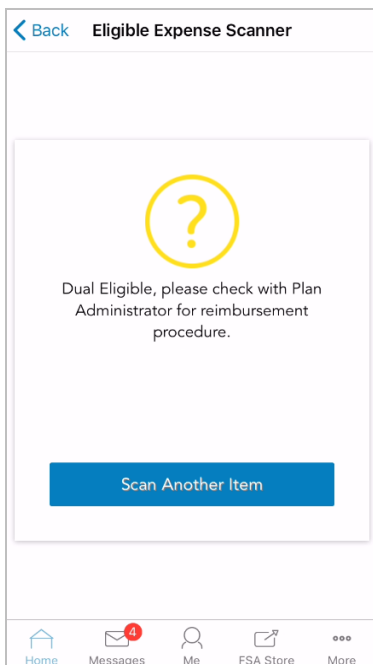 Back Eligible Expense Scanner
?
Dual Eligible, please check with Plan
Administrator for reimbursement
procedure.
Scan Another Item
4
Home Messages Me FSA Store More